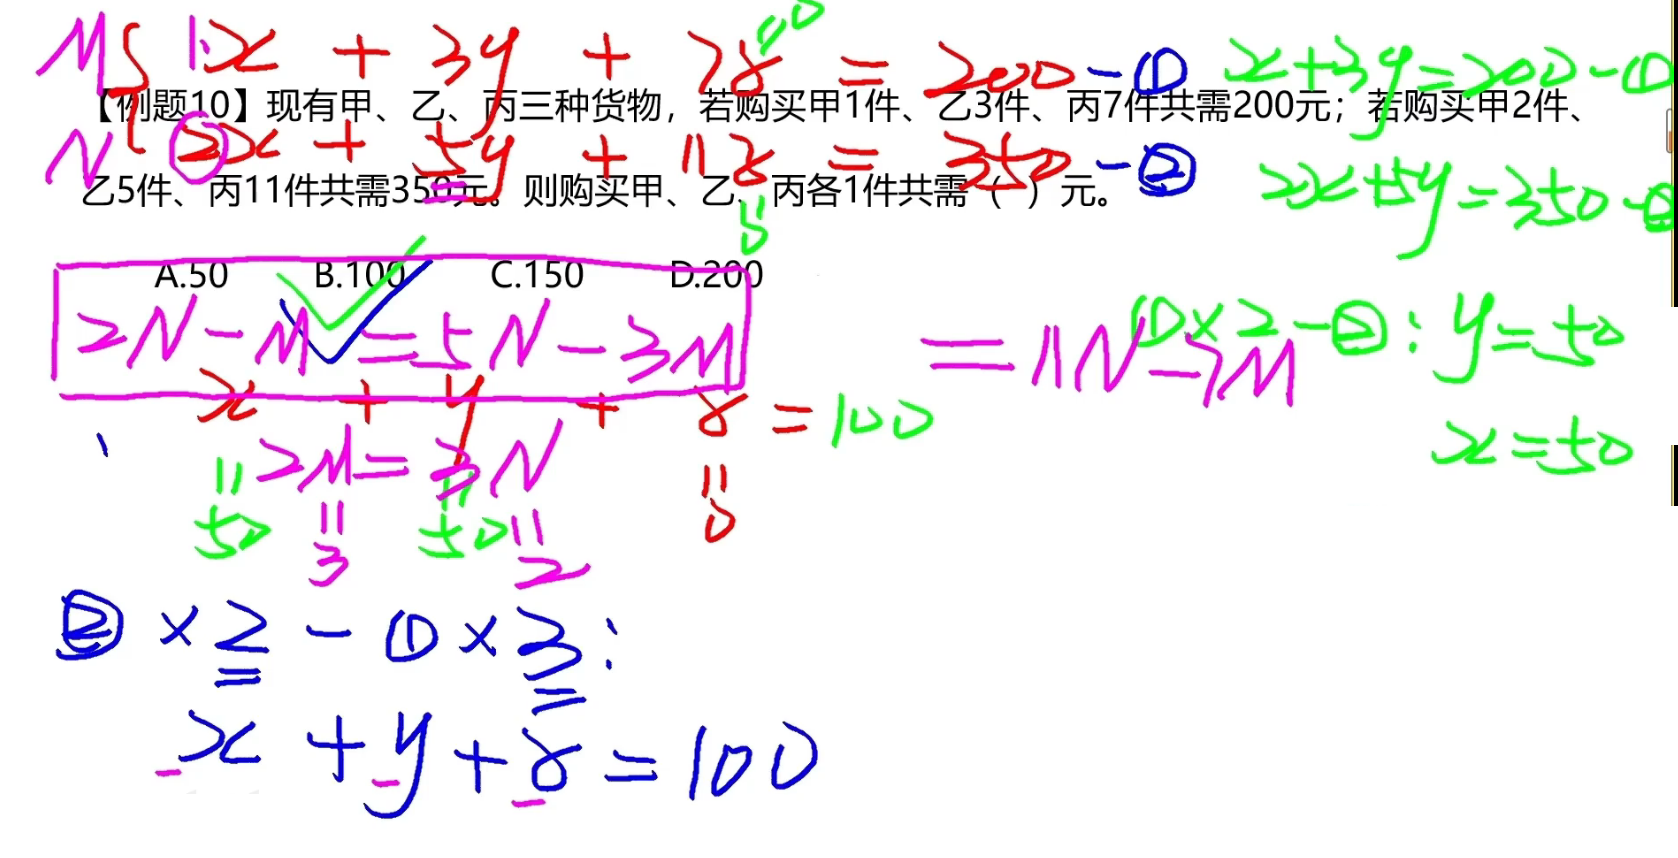 M 1·x + 3y + 7z = 200 - ① x+3y=200-①
【例题10】现有甲、乙、丙三种货物，若购买甲1件、乙3件、丙7件共需200元；若购买甲2件、
N 2x + 5y + 11z = 350 - ② 2x+5y=350-②
乙5件、丙11件共需350元。则购买甲、乙、丙各1件共需（ ）元。
A.50 B.100 C.150 D.200
2N-M=5N-3M =11N-7M ①×2-②: y=50
x + y + z = 100 x=50
2M=3N
50 3 50 2 0
②×2-①×3:
x+y+z=100